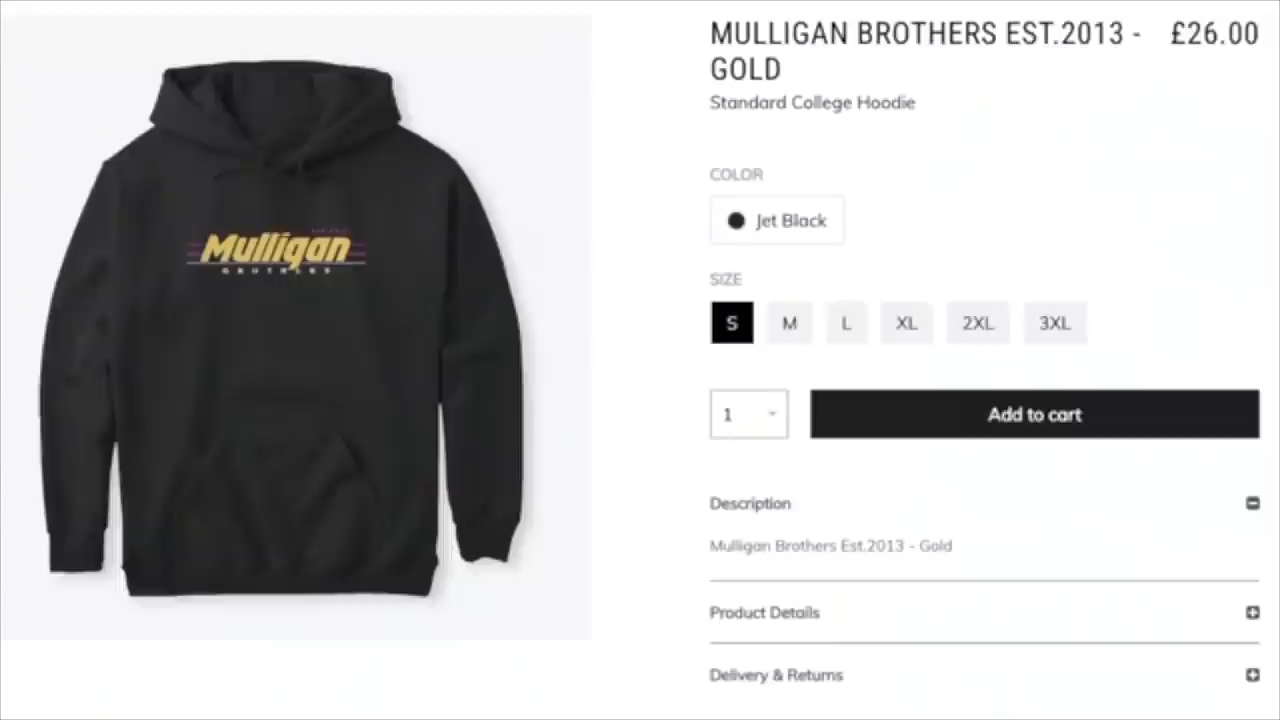 Mulligan
BROTHERS
MULLIGAN BROTHERS EST.2013 - £26.00
GOLD
Standard College Hoodie
COLOR
Jet Black
SIZE
S M L XL 2XL 3XL
1 Add to cart
Description
Mulligan Brothers Est.2013 - Gold
Product Details
Delivery & Returns